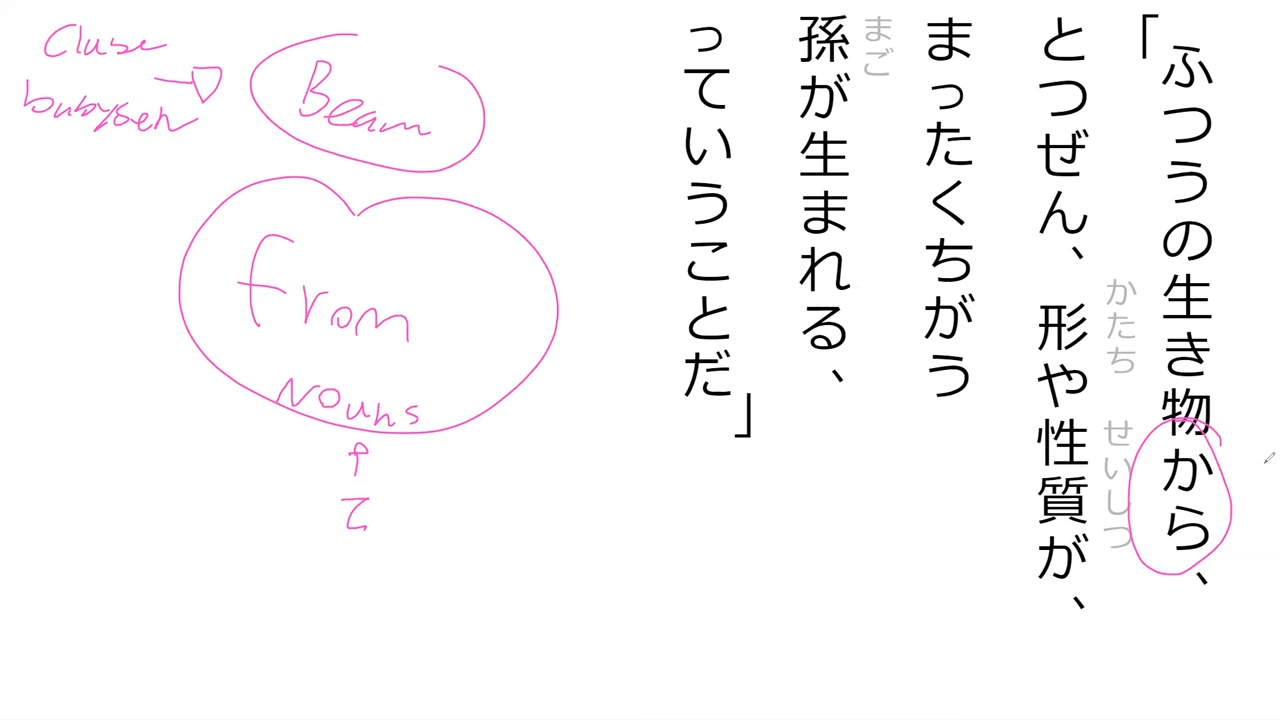 「ふつうの生き物から、
とつぜん、形や性質が、
かたち せいしつ
まったくちがう
孫が生まれる、
まご
っていうことだ」
Beam
from
Nouns
て